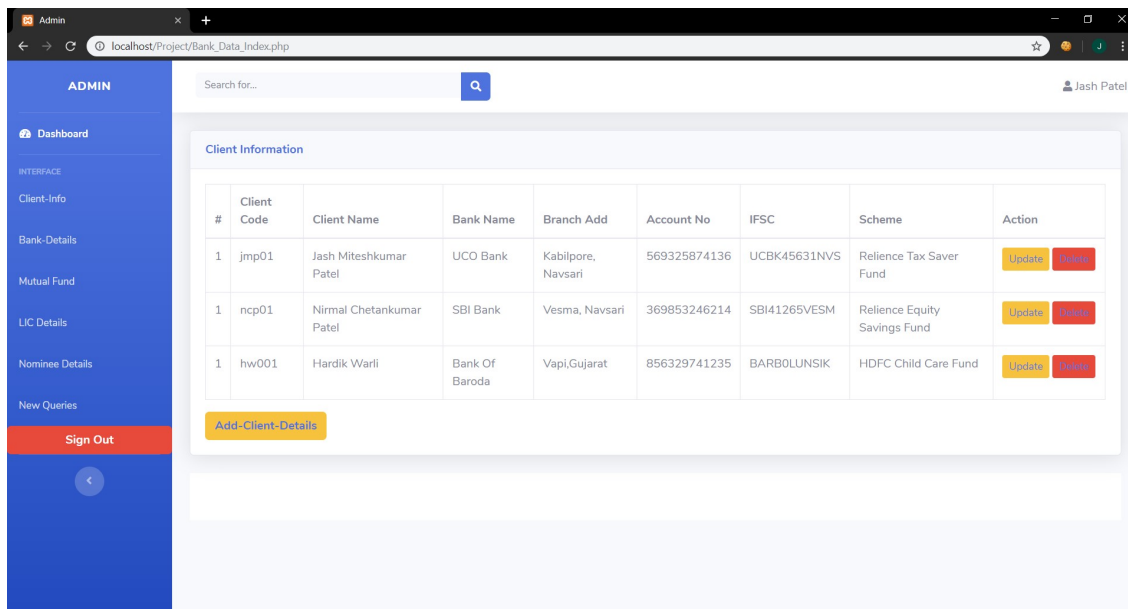 Admin
localhost/Project/Bank_Data_Index.php
J
ADMIN
Search for...
Jash Patel
Dashboard
INTERFACE
Client-Info
Bank-Details
Mutual Fund
LIC Details
Nominee Details
New Queries
Sign Out
Client Information
# Client Code Client Name Bank Name Branch Add Account No IFSC Scheme Action
1 jmp01 Jash Miteshkumar Patel UCO Bank Kabilpore, Navsari 569325874136 UCBK45631NVS Relience Tax Saver Fund Update Delete
1 ncp01 Nirmal Chetankumar Patel SBI Bank Vesma, Navsari 369853246214 SBI41265VESM Relience Equity Savings Fund Update Delete
1 hw001 Hardik Warli Bank Of Baroda Vapi,Gujarat 856329741235 BARB0LUNSIK HDFC Child Care Fund Update Delete
Add-Client-Details